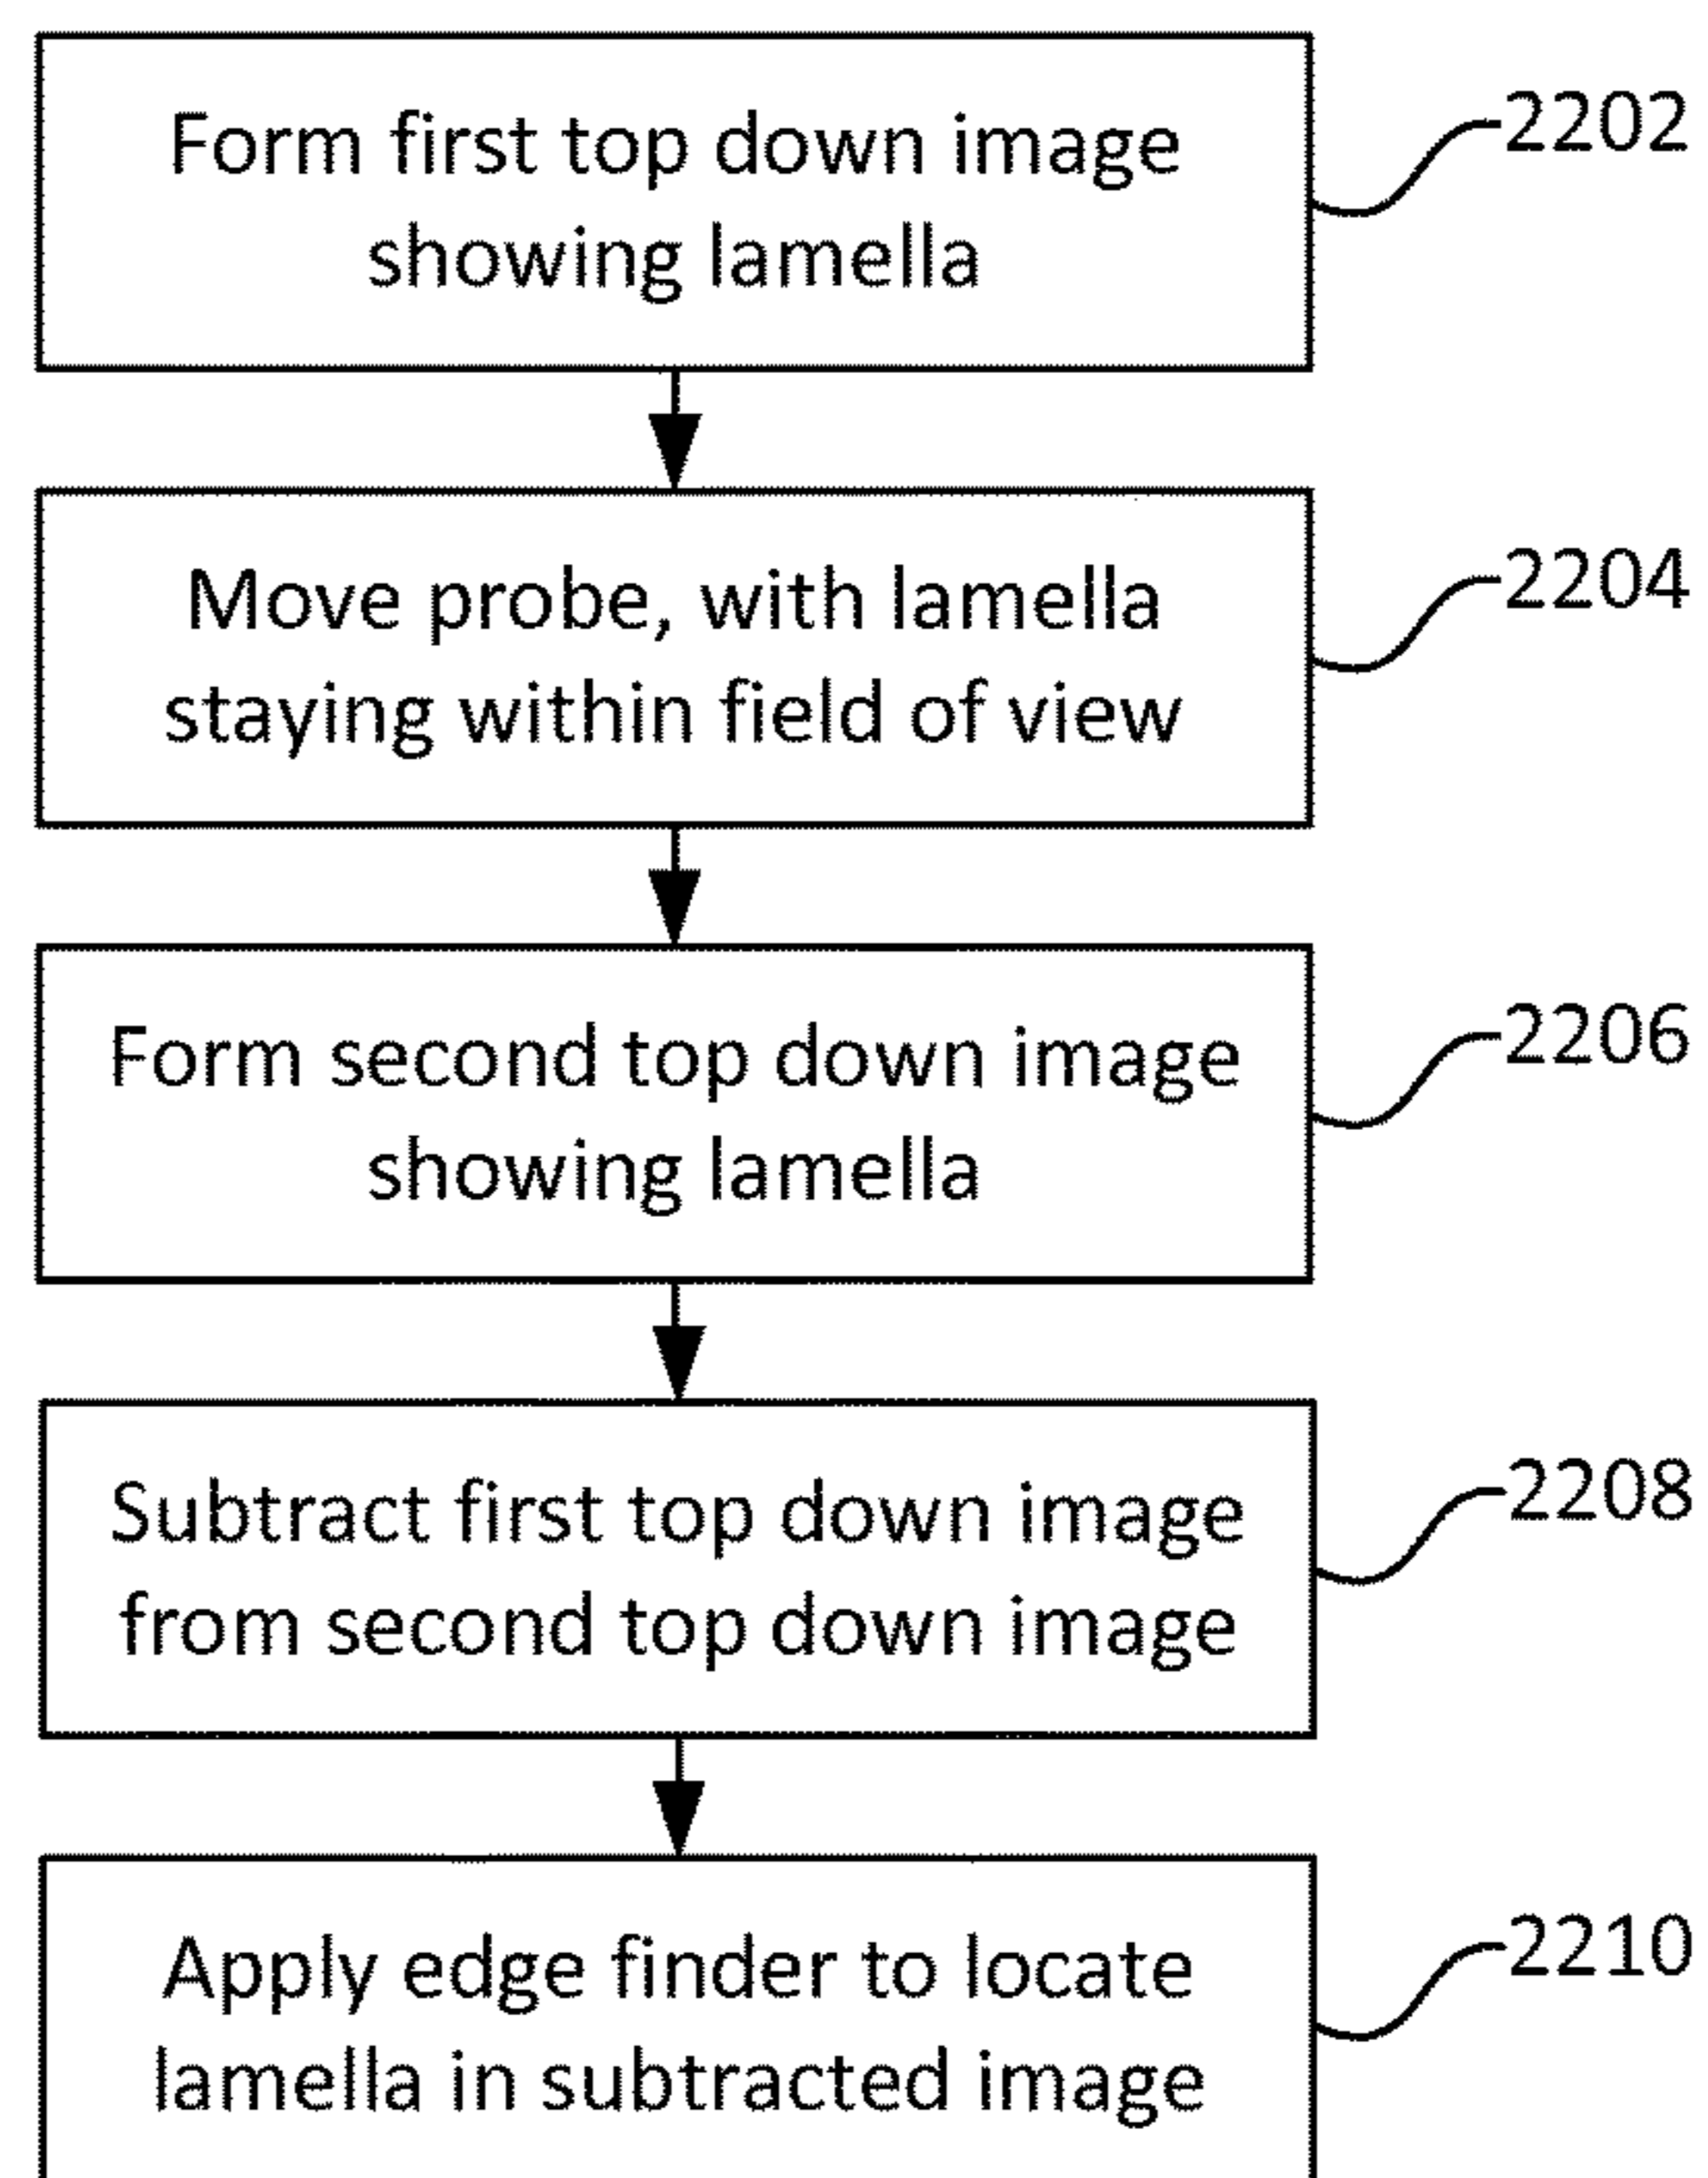 Form first top down image
showing lamella
2202
Move probe, with lamella
staying within field of view
2204
Form second top down image
showing lamella
2206
Subtract first top down image
from second top down image
2208
Apply edge finder to locate
lamella in subtracted image
2210